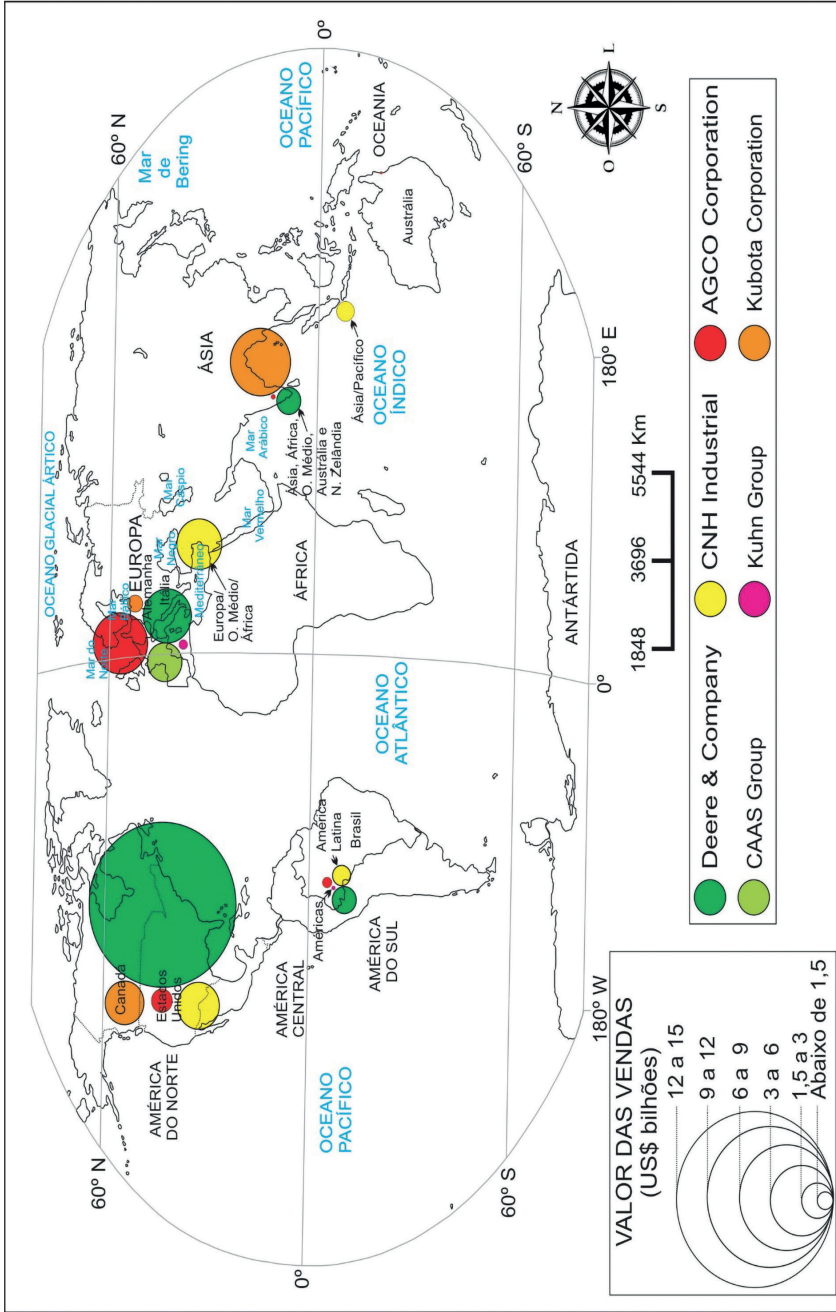 60º N
60º N
0º
0º
60º S
60º S
180º W
0º
180º E
OCEANO GLACIAL ÁRTICO
Mar
de
Bering
OCEANO
PACÍFICO
OCEANO
PACÍFICO
OCEANO
ATLÂNTICO
OCEANO
ÍNDICO
AMÉRICA
DO NORTE
Canadá
Estados
Unidos
AMÉRICA
CENTRAL
AMÉRICA
DO SUL
Américas
América
Latina
Brasil
Mar do
Norte
Mar Báltico
EUROPA
Alemanha
Itália
Mar
Negro
Mar
Cáspio
Mediterrâneo
Mar
Vermelho
Mar
Arábico
Europa/
O. Médio/
África
ÁFRICA
ÁSIA
Ásia, África,
O. Médio,
Austrália e
N. Zelândia
Ásia/Pacífico
OCEANIA
Austrália
ANTÁRTIDA
N
O
L
S
1848
3696
5544 Km
VALOR DAS VENDAS
(US$ bilhões)
12 a 15
9 a 12
6 a 9
3 a 6
1,5 a 3
Abaixo de 1,5
Deere & Company
CNH Industrial
AGCO Corporation
CAAS Group
Kuhn Group
Kubota Corporation